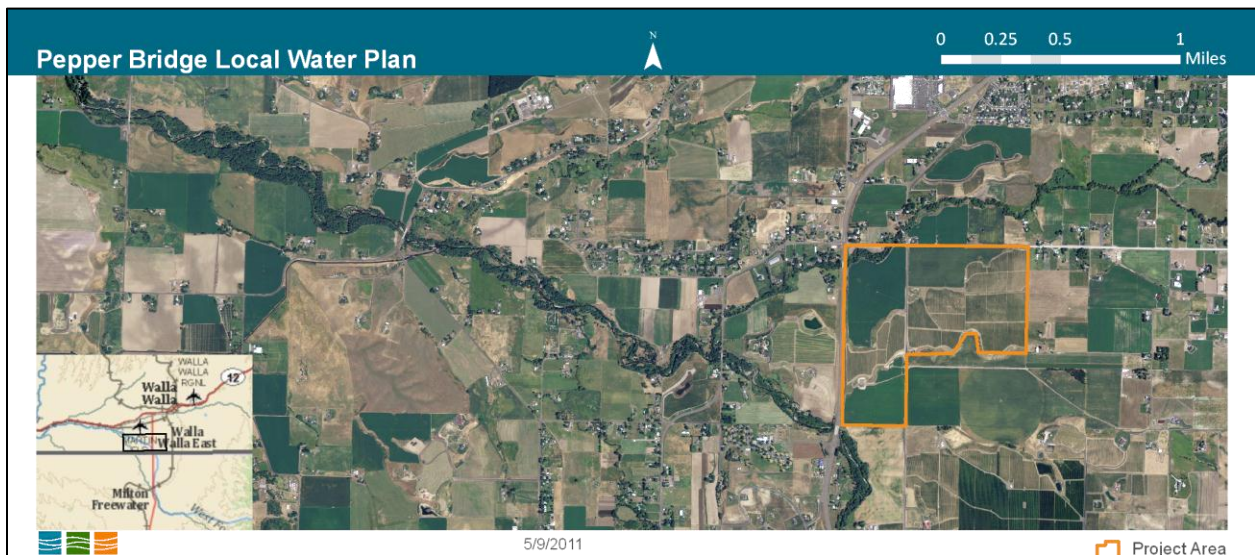 Pepper Bridge Local Water Plan
N
0 0.25 0.5 1
Miles
WALLA
WALLA
RGNL
12
Walla
Walla
Walla
Walla East
Milton
Freewater
5/9/2011
Project Area